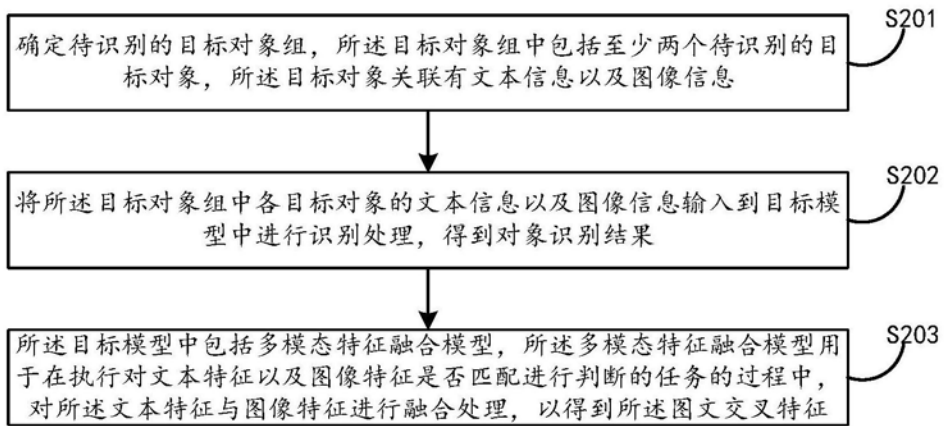 S201
确定待识别的目标对象组，所述目标对象组中包括至少两个待识别的目
标对象，所述目标对象关联有文本信息以及图像信息
S202
将所述目标对象组中各目标对象的文本信息以及图像信息输入到目标模
型中进行识别处理，得到对象识别结果
S203
所述目标模型中包括多模态特征融合模型，所述多模态特征融合模型用
于在执行对文本特征以及图像特征是否匹配进行判断的任务的过程中，
对所述文本特征与图像特征进行融合处理，以得到所述图文交叉特征